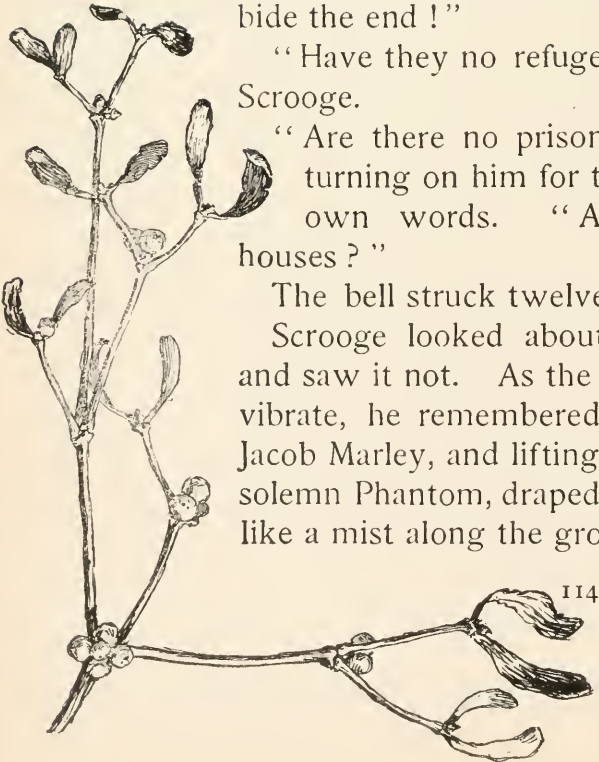 bide the end !”
“ Have they no refuge
Scrooge.
“ Are there no prison
turning on him for t
own words. “ A
houses ? ”
The bell struck twelve
Scrooge looked about
and saw it not. As the
vibrate, he remembered
Jacob Marley, and lifting
solemn Phantom, draped
like a mist along the gro
114